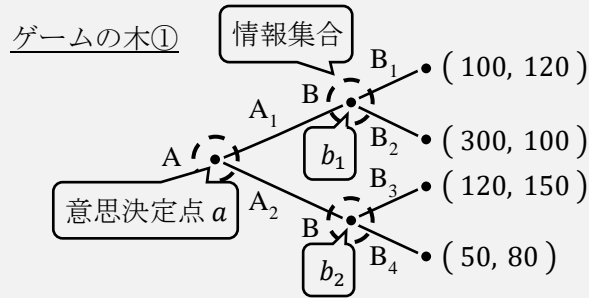 ゲームの木①
情報集合
B₁
( 100, 120 )
B
A₁
B₂
( 300, 100 )
b₁
A
B₃
( 120, 150 )
A₂
意思決定点 a
B
b₂
B₄
( 50, 80 )